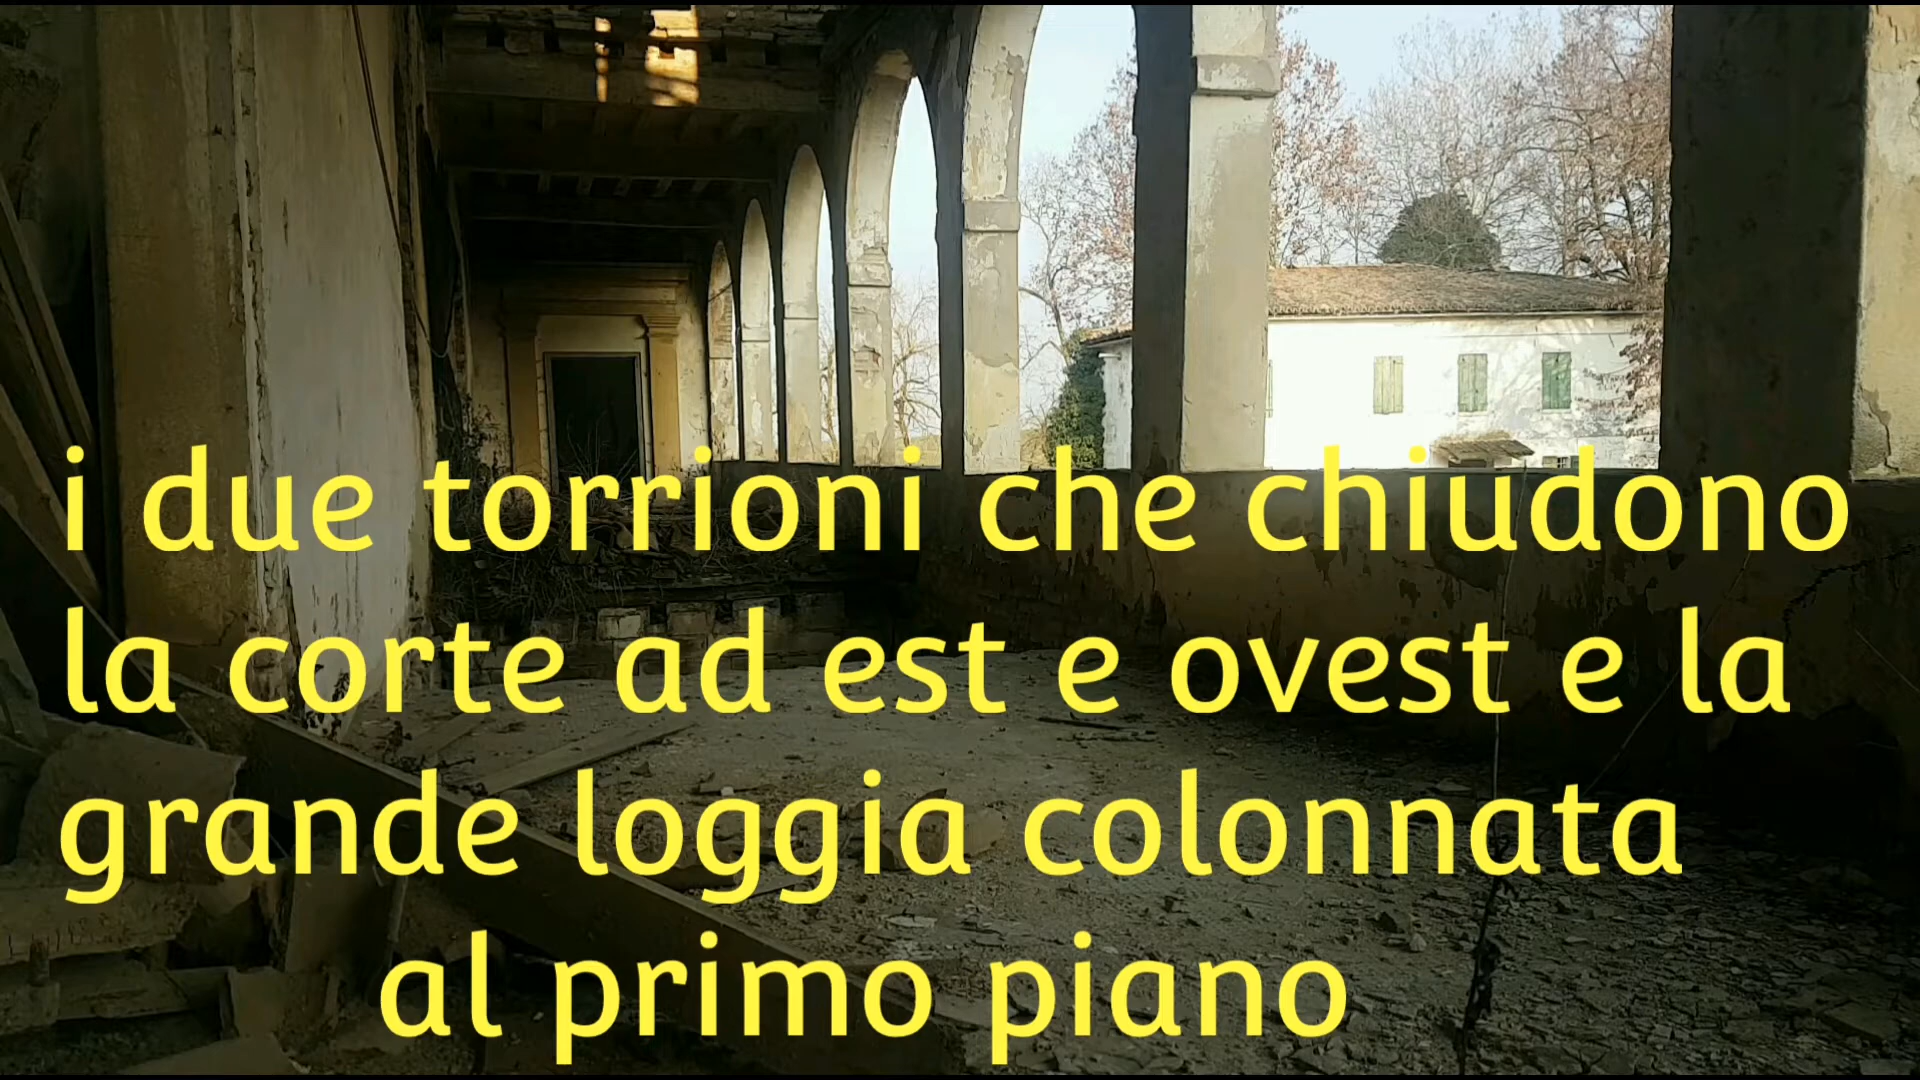 i due torrioni che chiudono
la corte ad est e ovest e la
grande loggia colonnata
al primo piano